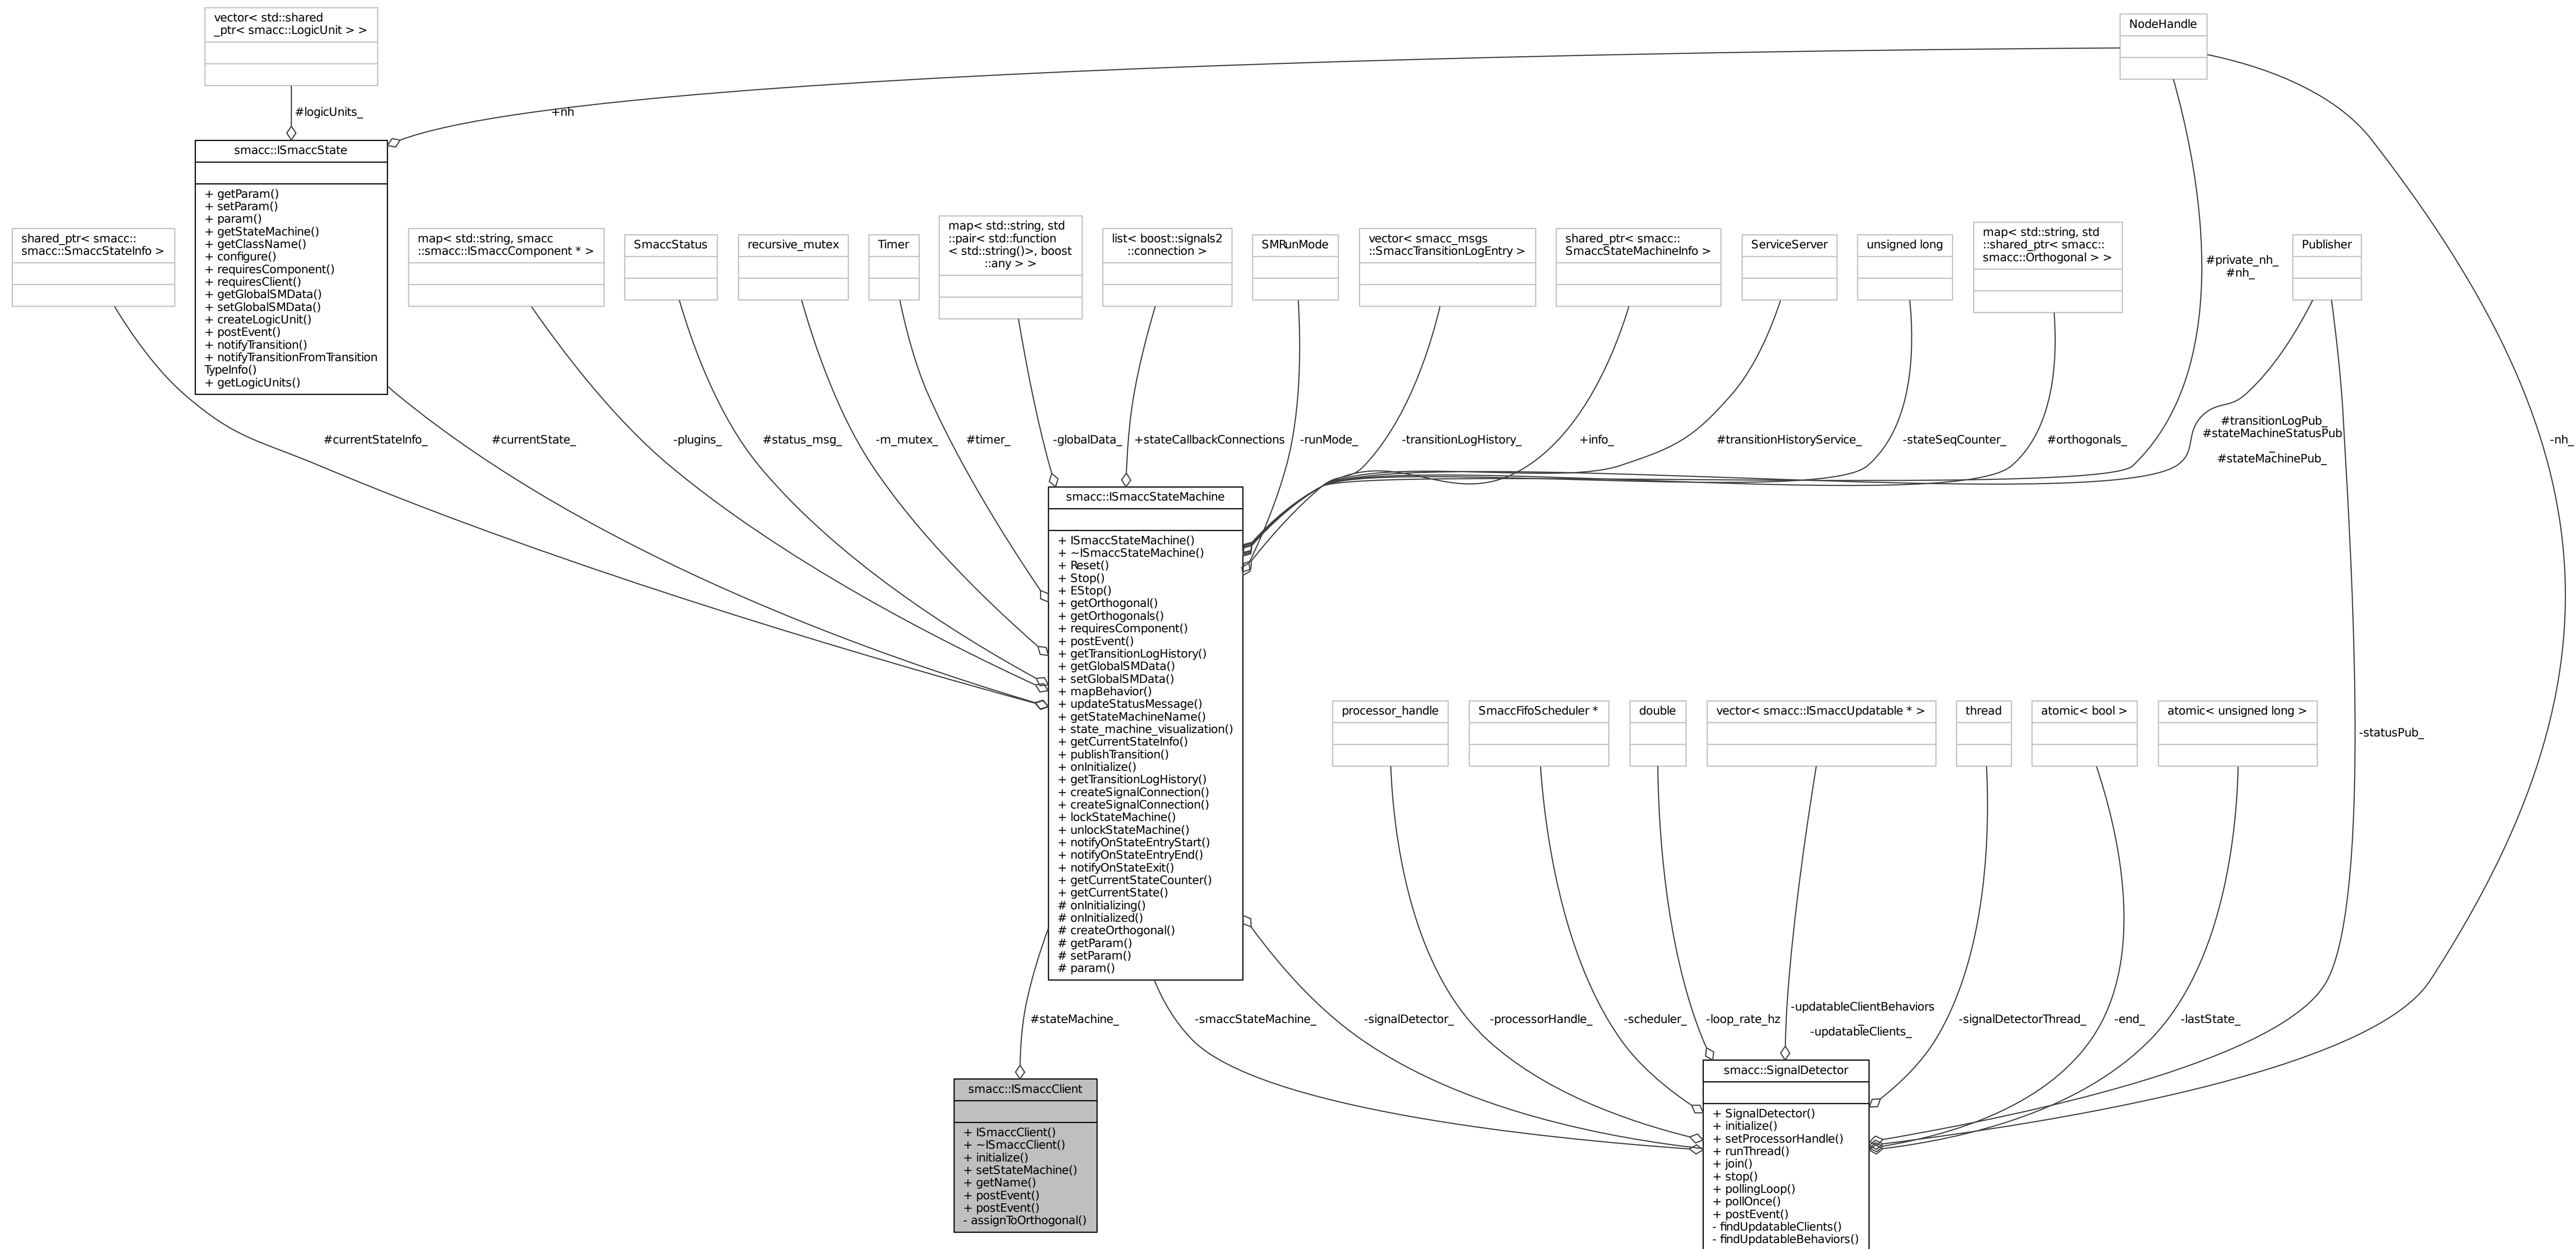 vector< std::shared
_ptr< smacc::LogicUnit > >
NodeHandle
#logicUnits_
+nh
smacc::ISmaccState
+ getParam()
+ setParam()
+ param()
+ getStateMachine()
+ getClassName()
+ configure()
+ requiresComponent()
+ requiresClient()
+ getGlobalSMData()
+ setGlobalSMData()
+ createLogicUnit()
+ postEvent()
+ notifyTransition()
+ notifyTransitionFromTransition
TypeInfo()
+ getLogicUnits()
shared_ptr< smacc::
smacc::SmaccStateInfo >
map< std::string, smacc
::smacc::ISmaccComponent * >
SmaccStatus
recursive_mutex
Timer
map< std::string, std
::pair< std::function
< std::string()>, boost
::any > >
list< boost::signals2
::connection >
SMRunMode
vector< smacc_msgs
::SmaccTransitionLogEntry >
shared_ptr< smacc::
SmaccStateMachineInfo >
ServiceServer
unsigned long
map< std::string, std
::shared_ptr< smacc::
smacc::Orthogonal > >
#private_nh_
#nh_
Publisher
#currentStateInfo_
#currentState_
-plugins_
#status_msg_
-m_mutex_
#timer_
-globalData_
+stateCallbackConnections
-runMode_
-transitionLogHistory_
+info_
#transitionHistoryService_
-stateSeqCounter_
#orthogonals_
#transitionLogPub_
#stateMachineStatusPub
_
#stateMachinePub_
-nh_
smacc::ISmaccStateMachine
+ ISmaccStateMachine()
+ ~ISmaccStateMachine()
+ Reset()
+ Stop()
+ EStop()
+ getOrthogonal()
+ getOrthogonals()
+ requiresComponent()
+ postEvent()
+ getTransitionLogHistory()
+ getGlobalSMData()
+ setGlobalSMData()
+ mapBehavior()
+ updateStatusMessage()
+ getStateMachineName()
+ state_machine_visualization()
+ getCurrentStateInfo()
+ publishTransition()
+ onInitialize()
+ getTransitionLogHistory()
+ createSignalConnection()
+ createSignalConnection()
+ lockStateMachine()
+ unlockStateMachine()
+ notifyOnStateEntryStart()
+ notifyOnStateEntryEnd()
+ notifyOnStateExit()
+ getCurrentStateCounter()
+ getCurrentState()
# onInitializing()
# onInitialized()
# createOrthogonal()
# getParam()
# setParam()
# param()
processor_handle
SmaccFifoScheduler *
double
vector< smacc::ISmaccUpdatable * >
thread
atomic< bool >
atomic< unsigned long >
-statusPub_
#stateMachine_
-smaccStateMachine_
-signalDetector_
-processorHandle_
-scheduler_
-loop_rate_hz
-updatableClientBehaviors
_
-updatableClients_
-signalDetectorThread_
-end_
-lastState_
smacc::ISmaccClient
+ ISmaccClient()
+ ~ISmaccClient()
+ initialize()
+ setStateMachine()
+ getName()
+ postEvent()
+ postEvent()
- assignToOrthogonal()
smacc::SignalDetector
+ SignalDetector()
+ initialize()
+ setProcessorHandle()
+ runThread()
+ join()
+ stop()
+ pollingLoop()
+ pollOnce()
+ postEvent()
- findUpdatableClients()
- findUpdatableBehaviors()